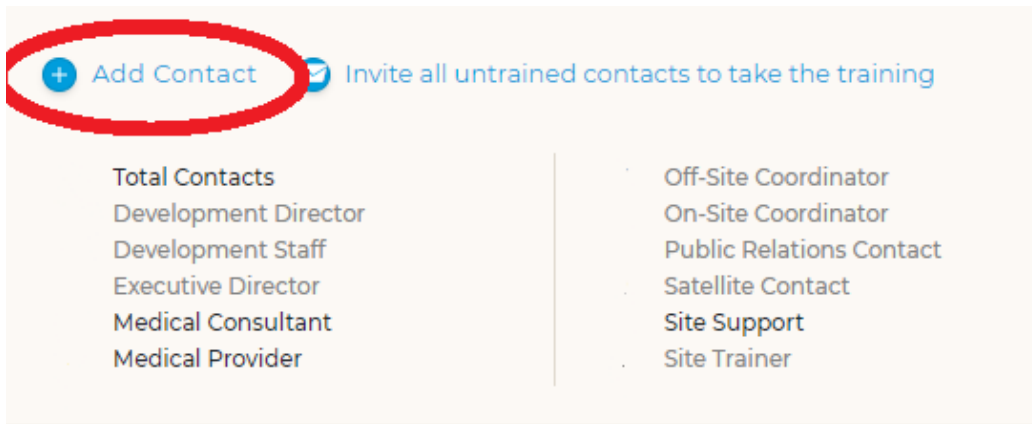 Add Contact
Invite all untrained contacts to take the training
Total Contacts
Development Director
Development Staff
Executive Director
Medical Consultant
Medical Provider
Off-Site Coordinator
On-Site Coordinator
Public Relations Contact
Satellite Contact
Site Support
Site Trainer